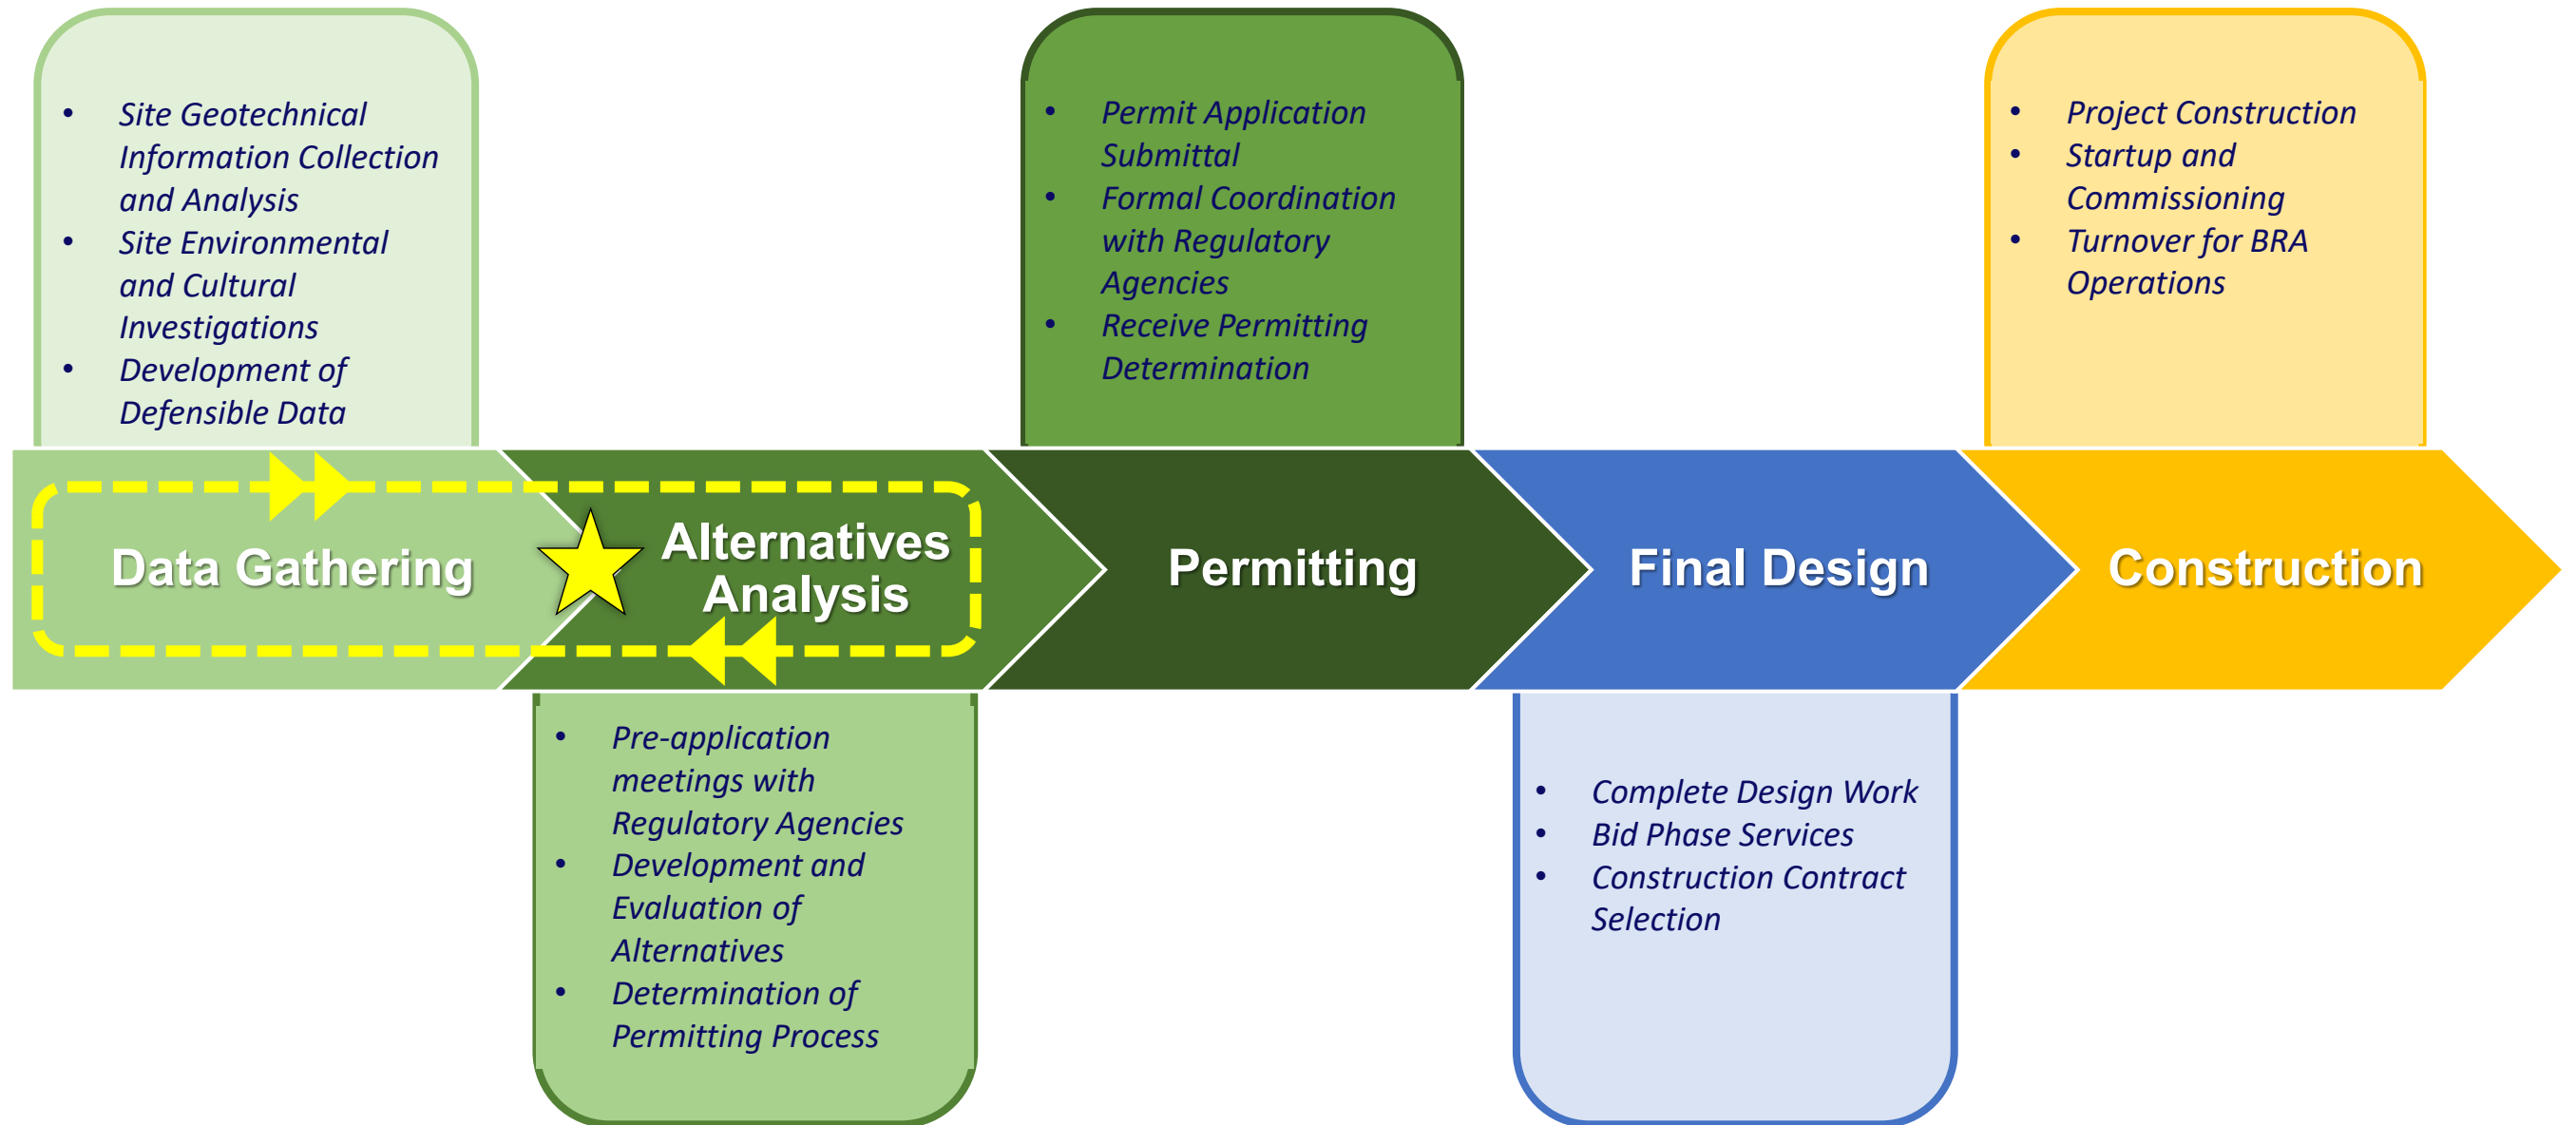 • Site Geotechnical
Information Collection
and Analysis
• Site Environmental
and Cultural
Investigations
• Development of
Defensible Data
• Permit Application
Submittal
• Formal Coordination
with Regulatory
Agencies
• Receive Permitting
Determination
• Project Construction
• Startup and
Commissioning
• Turnover for BRA
Operations
Data Gathering
Alternatives
Analysis
Permitting
Final Design
Construction
• Pre-application
meetings with
Regulatory Agencies
• Development and
Evaluation of
Alternatives
• Determination of
Permitting Process
• Complete Design Work
• Bid Phase Services
• Construction Contract
Selection